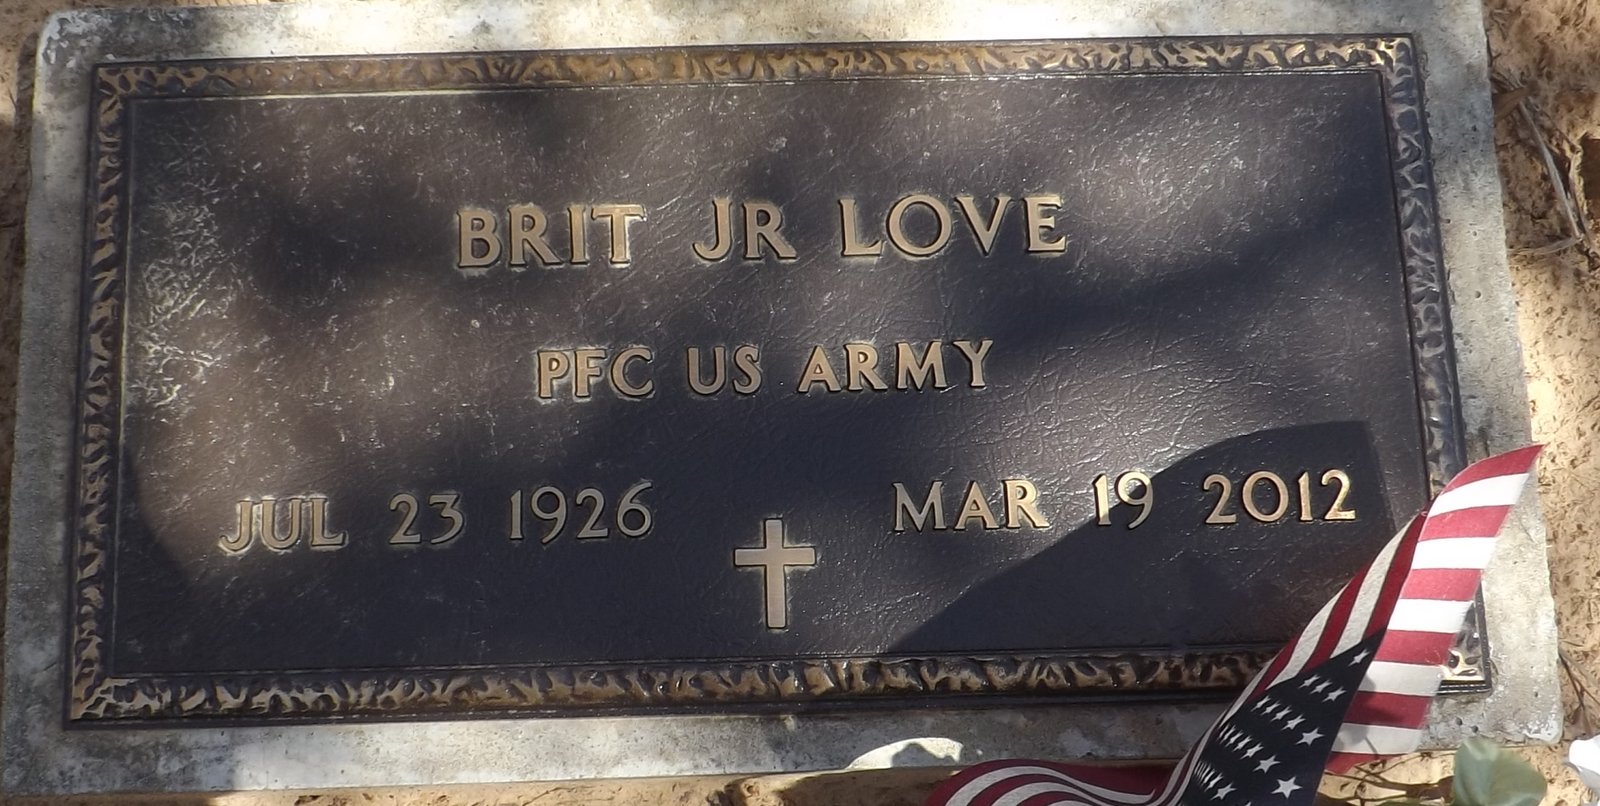 BRIT JR LOVE
PFC US ARMY
JUL 23 1926 MAR 19 2012